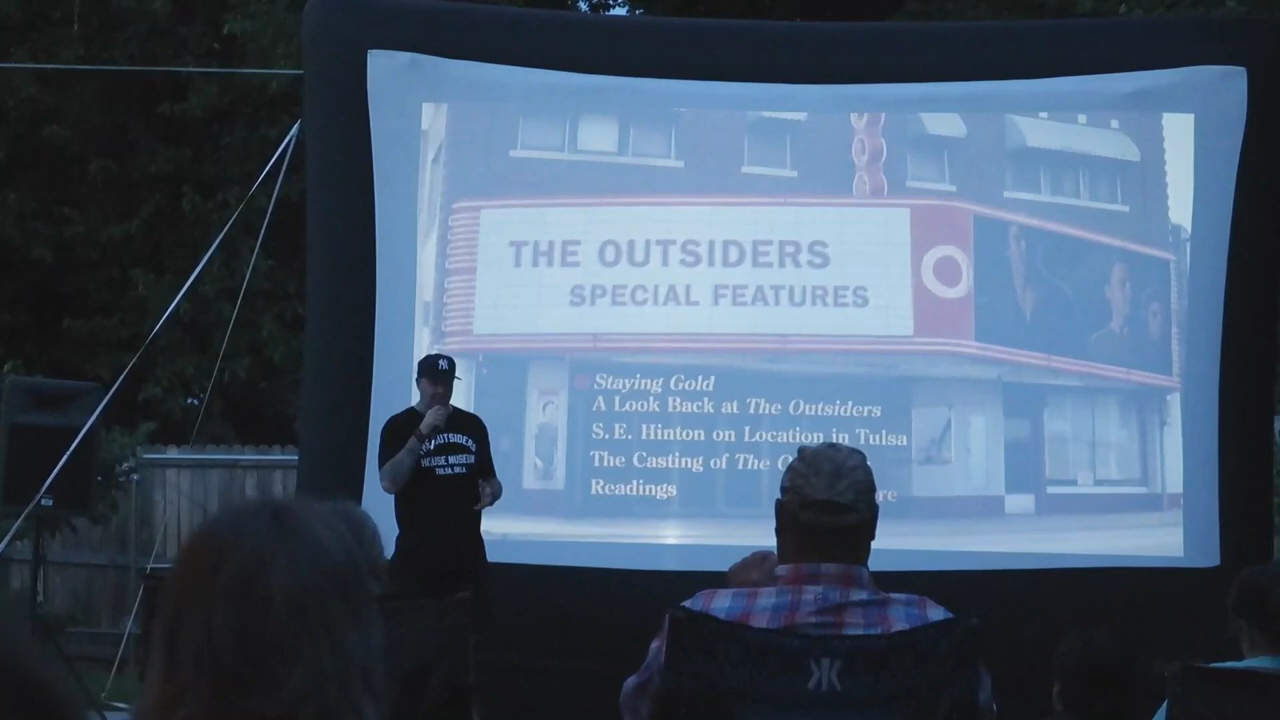 THE OUTSIDERS
SPECIAL FEATURES
Staying Gold
A Look Back at The Outsiders
S.E. Hinton on Location in Tulsa
The Casting of The O
Readings
re
NY
THE OUTSIDERS
HOUSE MUSEUM
TULSA, OKLA